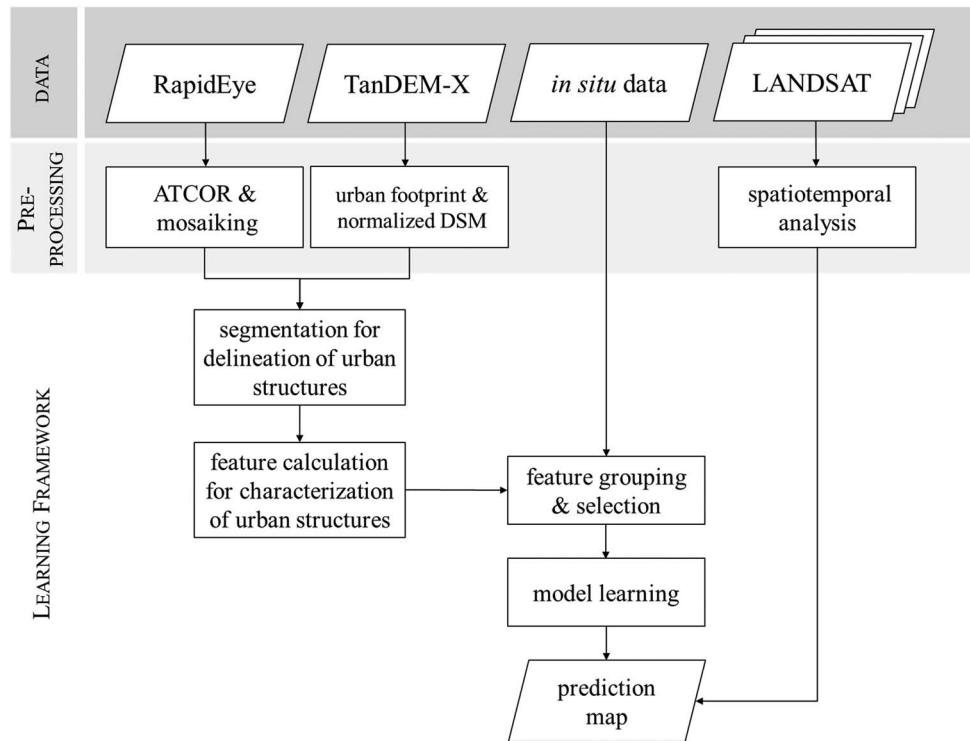 DATA
RapidEye
TanDEM-X
in situ data
LANDSAT
PRE-
PROCESSING
ATCOR &
mosaiking
urban footprint &
normalized DSM
spatiotemporal
analysis
LEARNING FRAMEWORK
segmentation for
delineation of urban
structures
feature calculation
for characterization
of urban structures
feature grouping
& selection
model learning
prediction
map